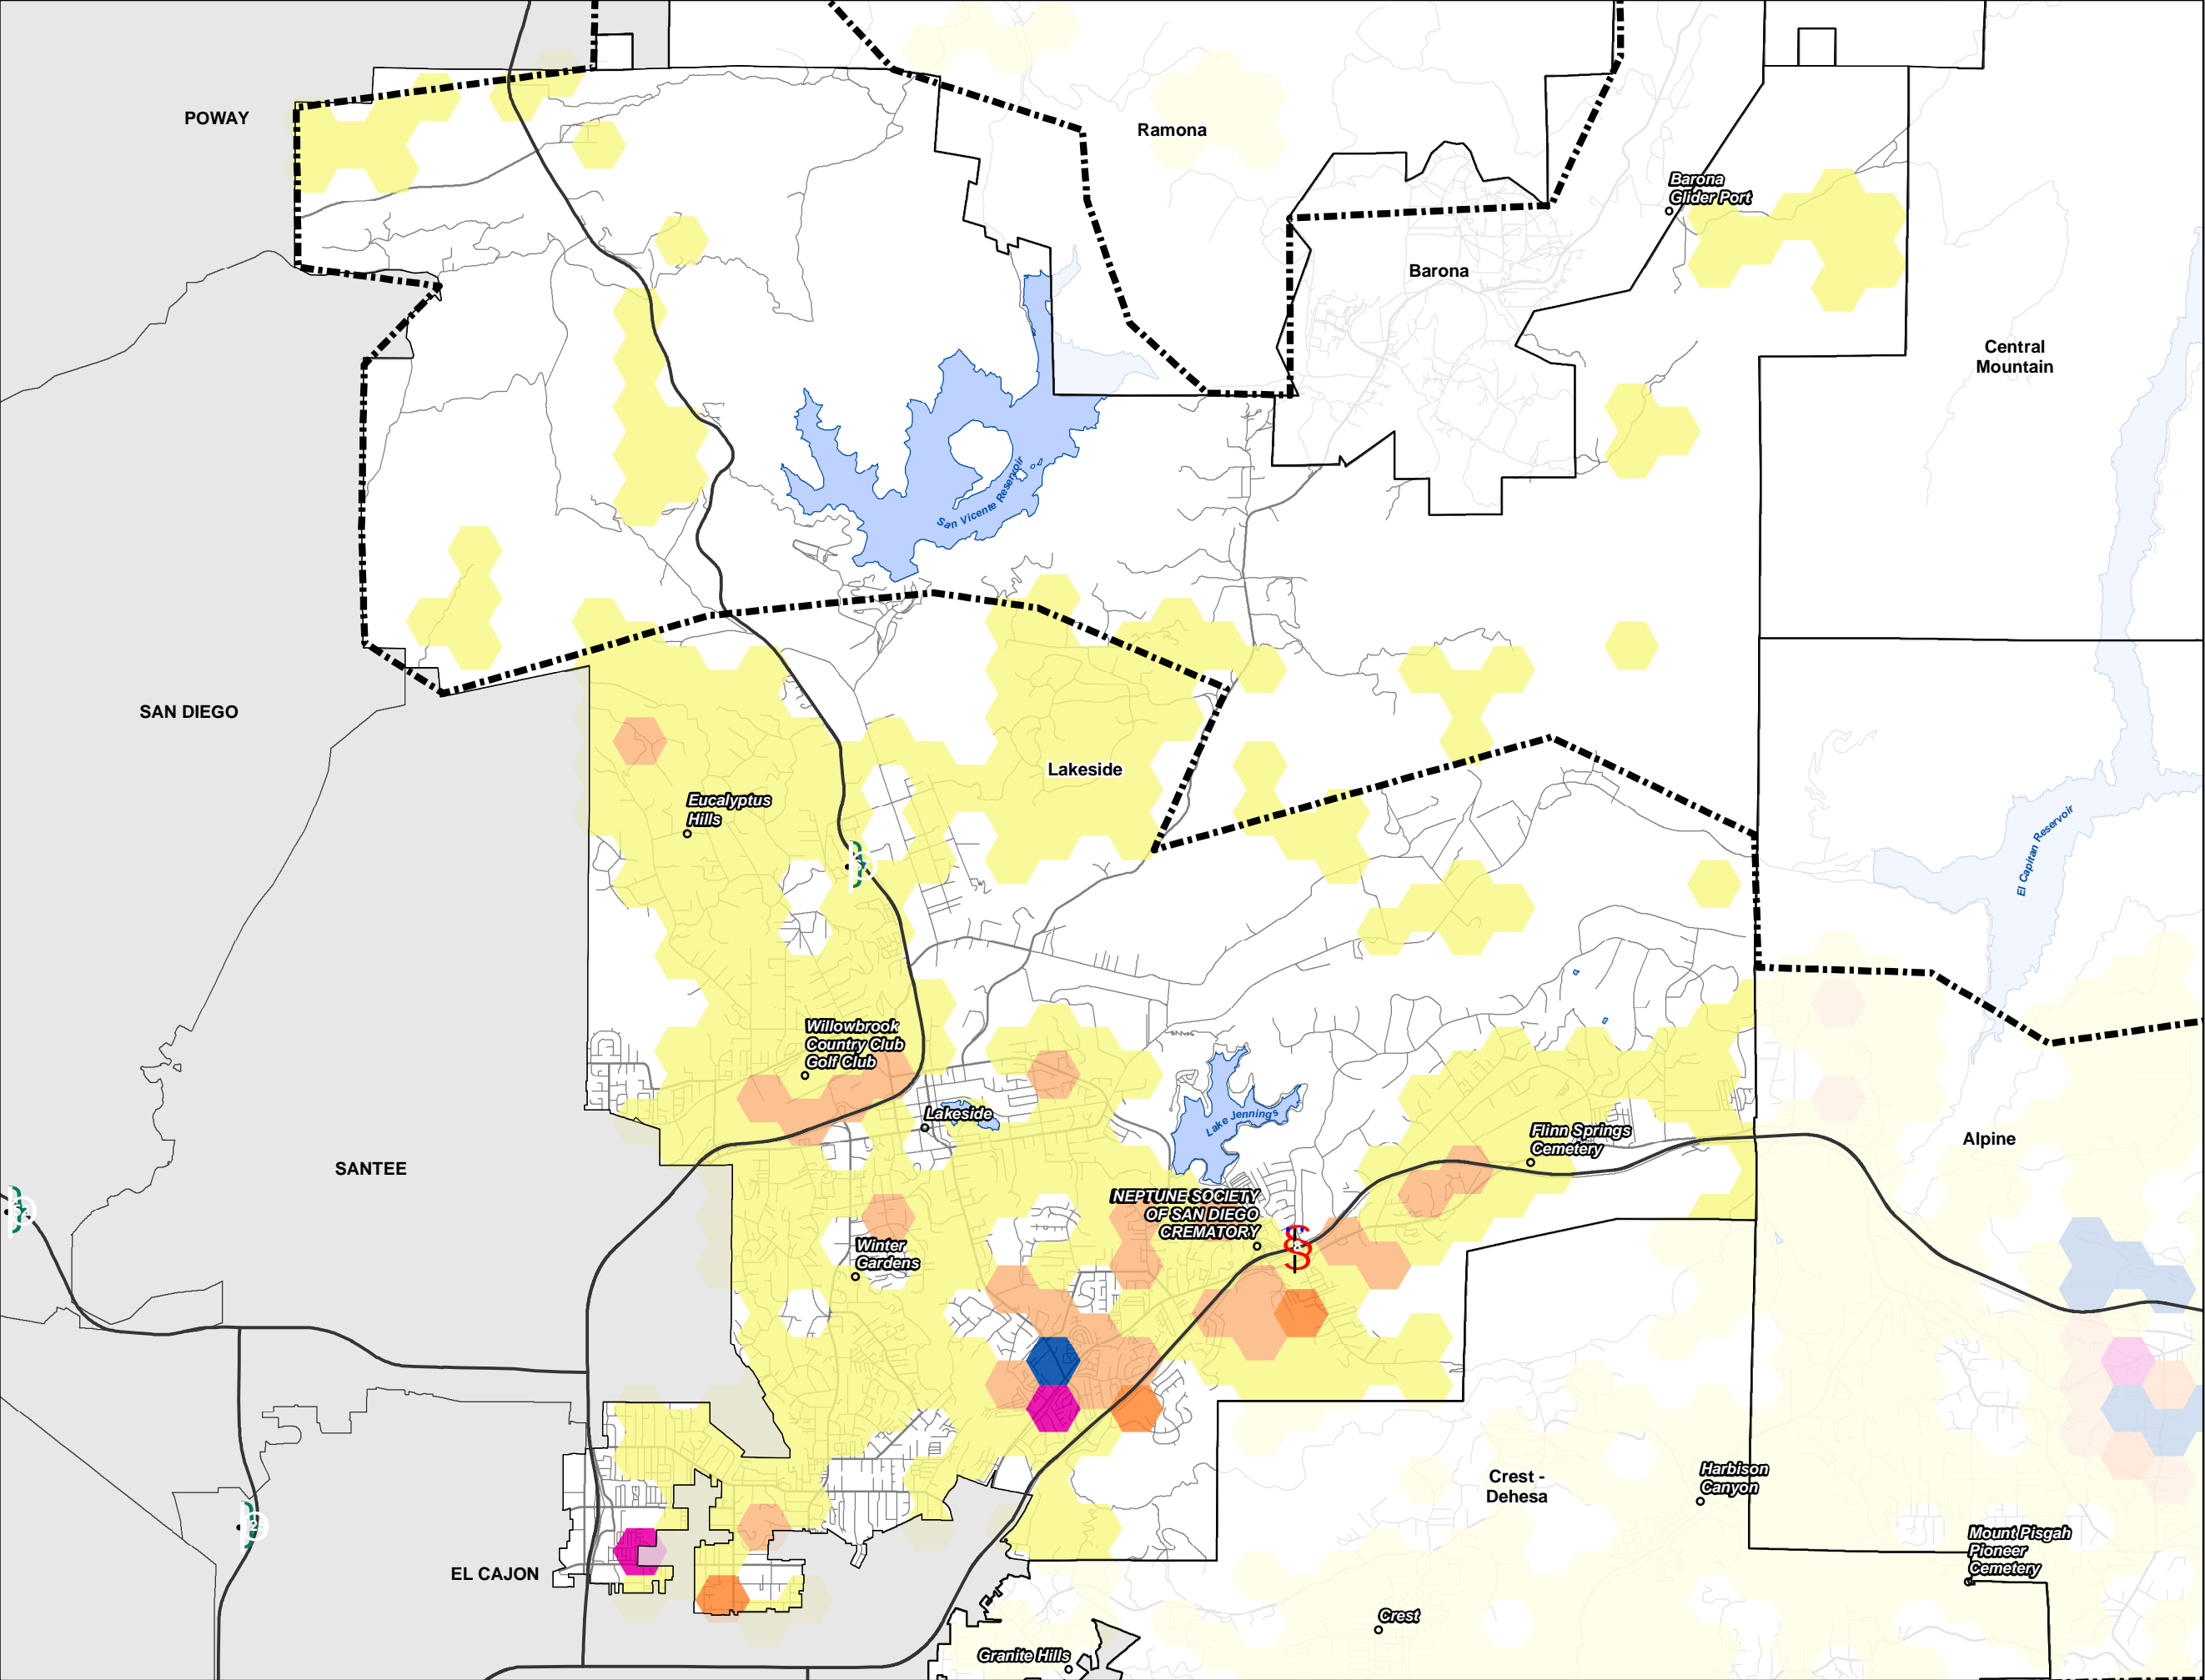 POWAY
Ramona
Barona
Glider Port
Barona
Central
Mountain
San Vicente Reservoir
SAN DIEGO
Lakeside
Eucalyptus
Hills
El Capitan Reservoir
Willowbrook
Country Club
Golf Club
Lakeside
Lake Jennings
Flinn Springs
Cemetery
Alpine
SANTEE
NEPTUNE SOCIETY
OF SAN DIEGO
CREMATORY
Winter
Gardens
Crest -
Dehesa
Harbison
Canyon
Mount Pisgah
Pioneer
Cemetery
EL CAJON
Crest
Granite Hills